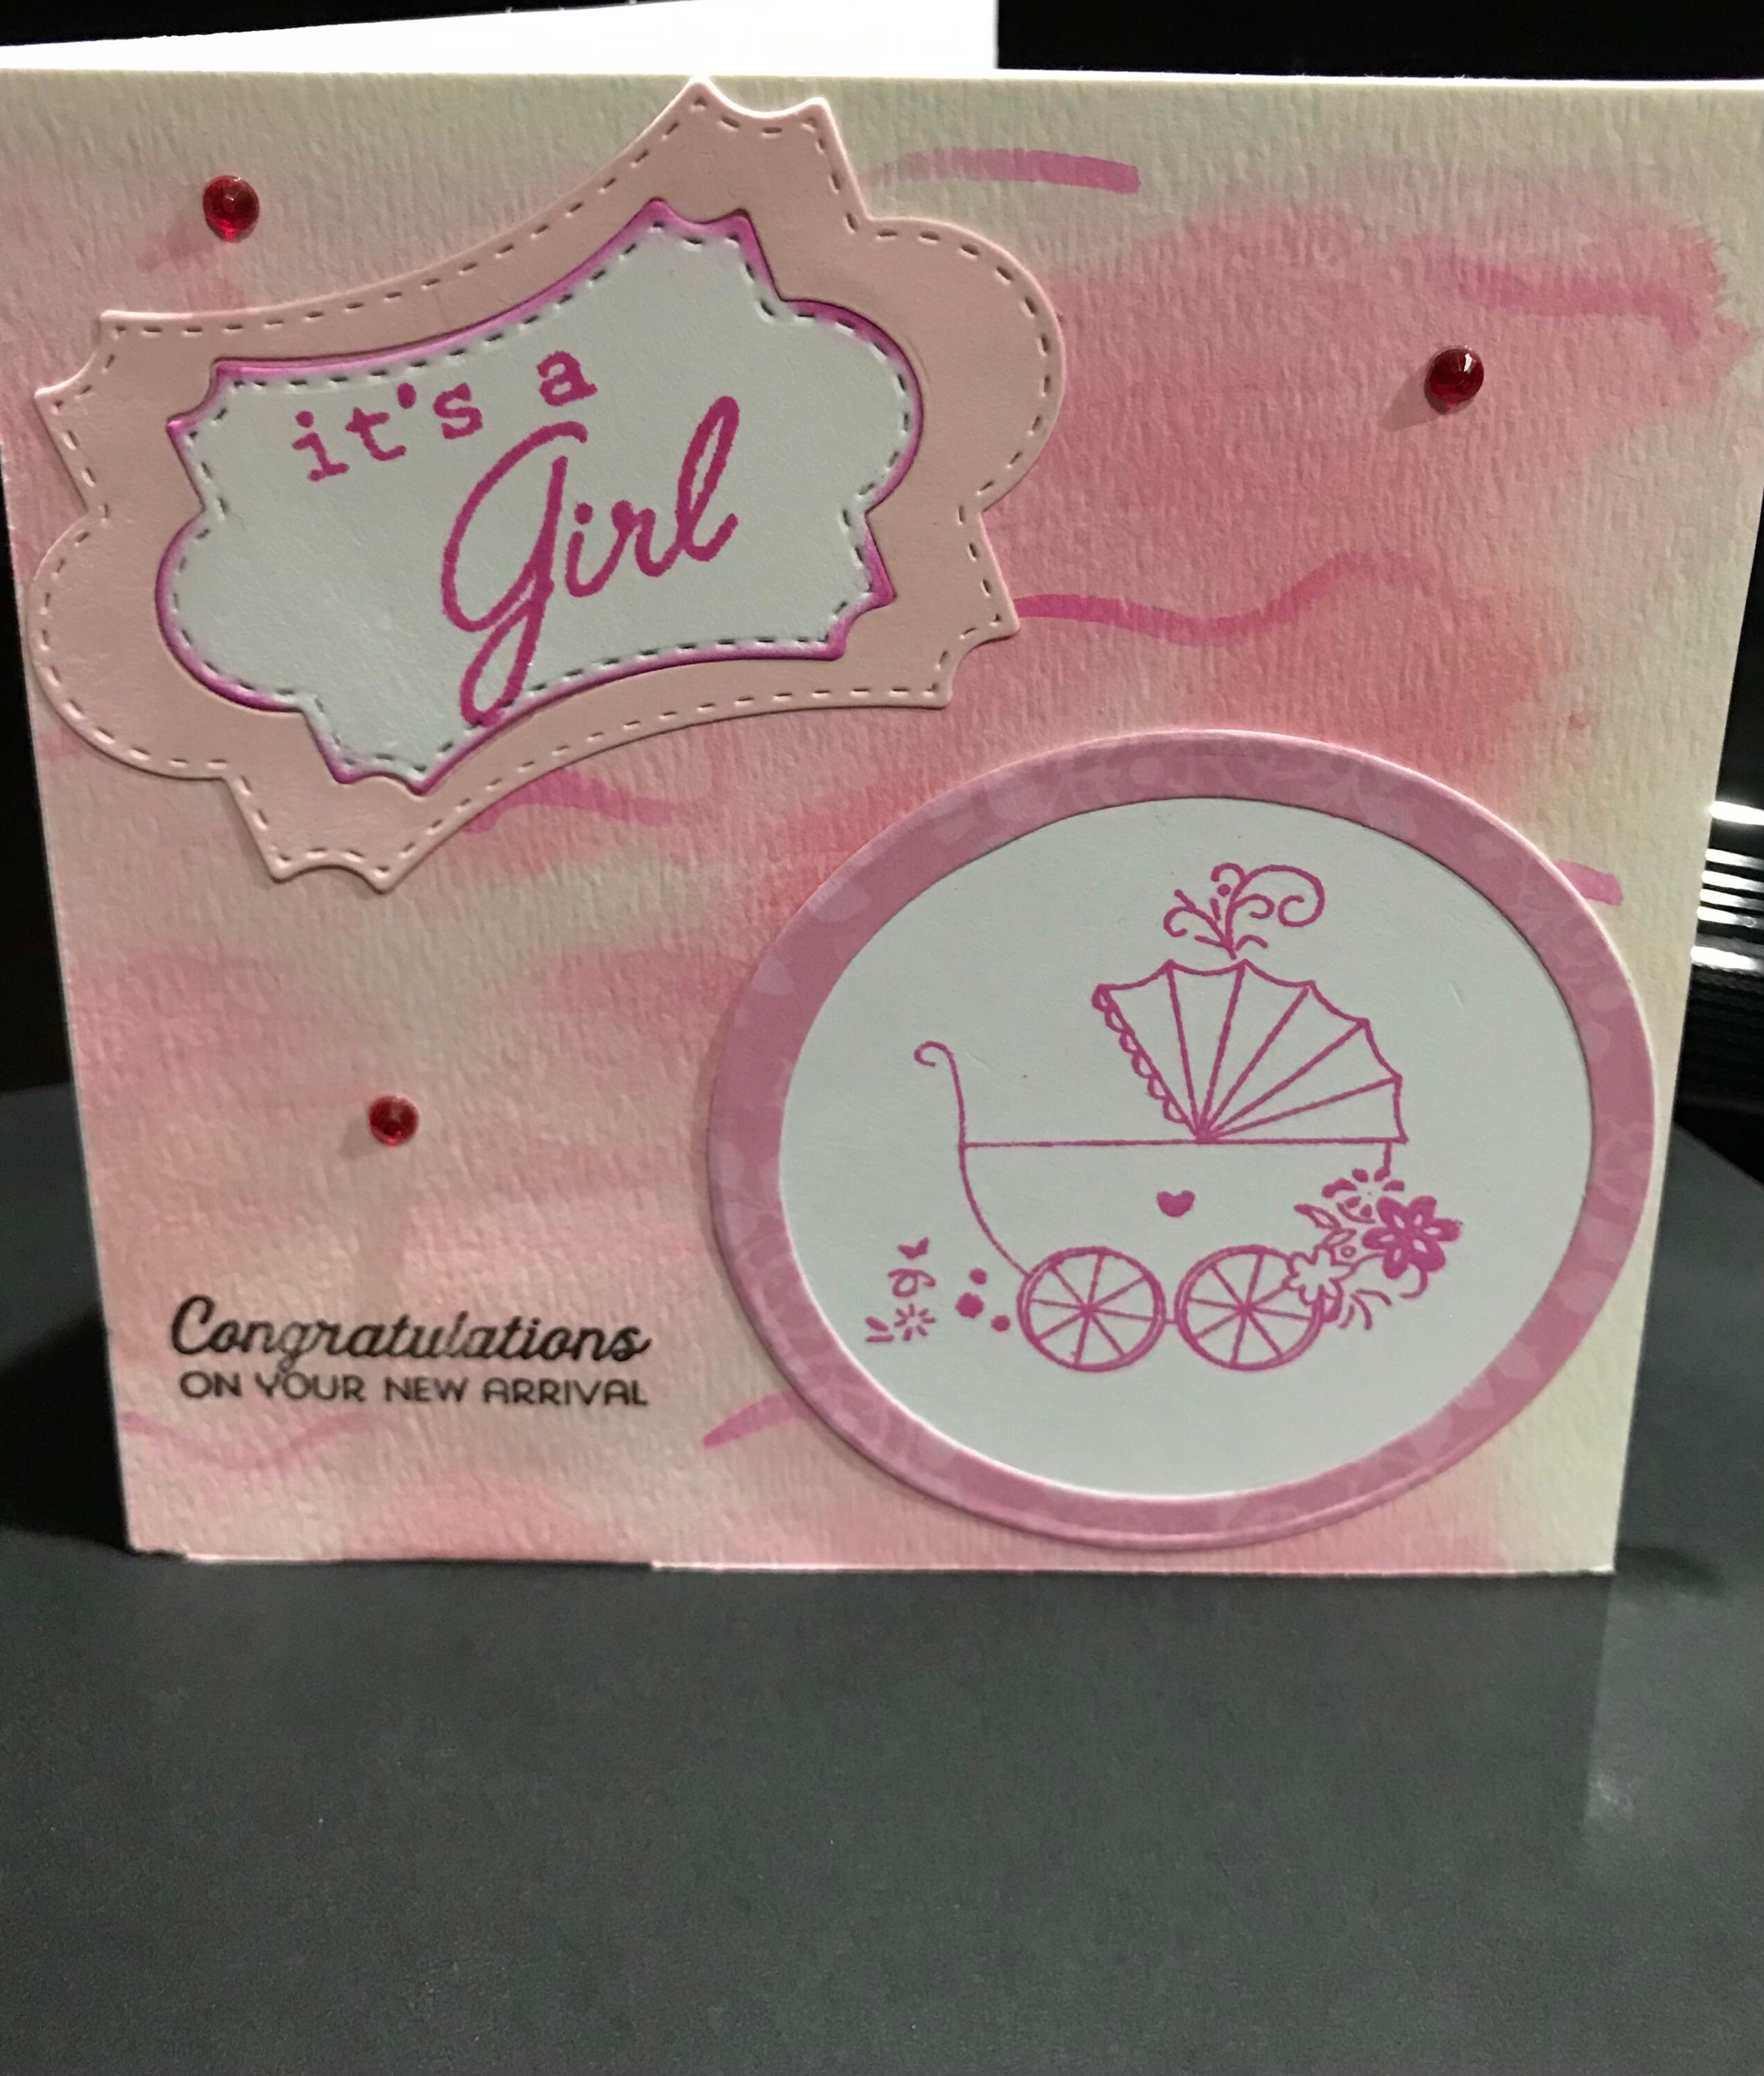 it's a
Girl
Congratulations
ON YOUR NEW ARRIVAL